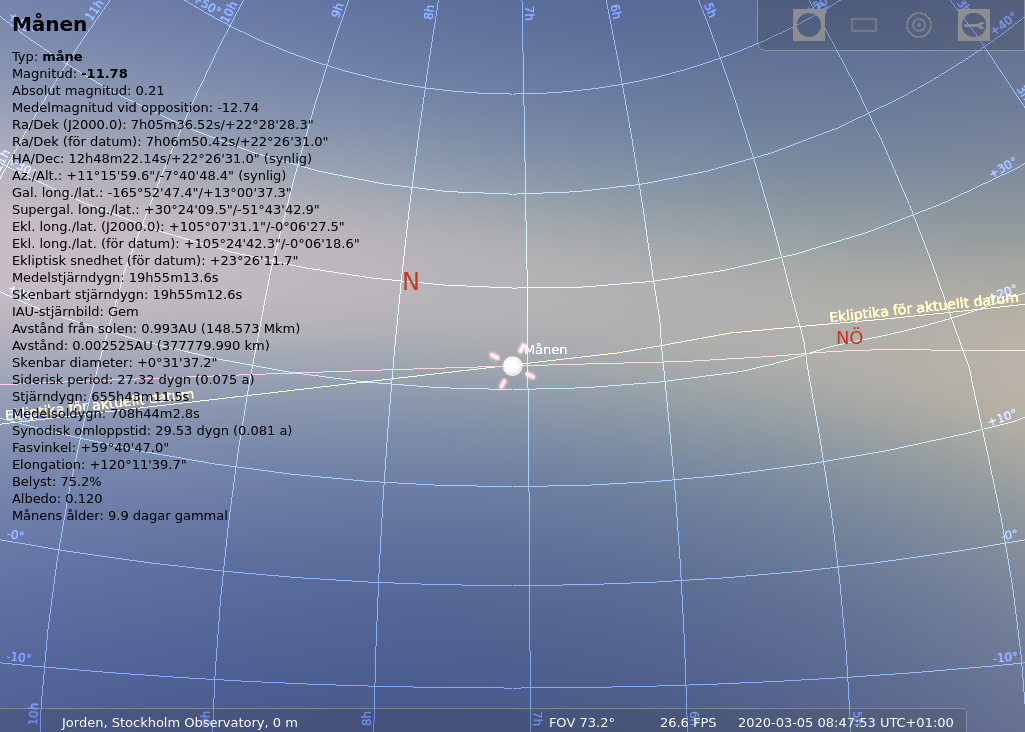 Månen
Typ: måne
Magnitud: -11.78
Absolut magnitud: 0.21
Medelmagnitud vid opposition: -12.74
Ra/Dek (J2000.0): 7h05m36.52s/+22°28'28.3"
Ra/Dek (för datum): 7h06m50.42s/+22°26'31.0"
HA/Dec: 12h48m22.14s/+22°26'31.0" (synlig)
Az./Alt.: +11°15'59.6"/-7°40'48.4" (synlig)
Gal. long./lat.: -165°52'47.4"/+13°00'37.3"
Supergal. long./lat.: +30°24'09.5"/-51°43'42.9"
Ekl. long./lat. (J2000.0): +105°07'31.1"/-0°06'27.5"
Ekl. long./lat. (för datum): +105°24'42.3"/-0°06'18.6"
Ekliptisk snedhet (för datum): +23°26'11.7"
Medelstjärndygn: 19h55m13.6s
Skenbart stjärndygn: 19h55m12.6s
IAU-stjärnbild: Gem
Avstånd från solen: 0.993AU (148.573 Mkm)
Avstånd: 0.002525AU (377779.990 km)
Skenbar diameter: +0°31'37.2"
Siderisk period: 27.32 dygn (0.075 a)
Stjärndygn: 655h43m11.5s
Medelsoldygn: 708h44m2.8s
Synodisk omloppstid: 29.53 dygn (0.081 a)
Fasvinkel: +59°40'47.0"
Elongation: +120°11'39.7"
Belyst: 75.2%
Albedo: 0.120
Månens ålder: 9.9 dagar gammal
11h
+50°
10h
9h
8h
7h
6h
5h
+40°
+30°
+20°
Ekliptika för aktuellt datum
N
NÖ
Månen
Ekliptika för aktuellt datum
+10°
-0°
-0°
-10°
-10°
10h
8h
7h
Jorden, Stockholm Observatory, 0 m
FOV 73.2°
26.6 FPS
2020-03-05 08:47:53 UTC+01:00